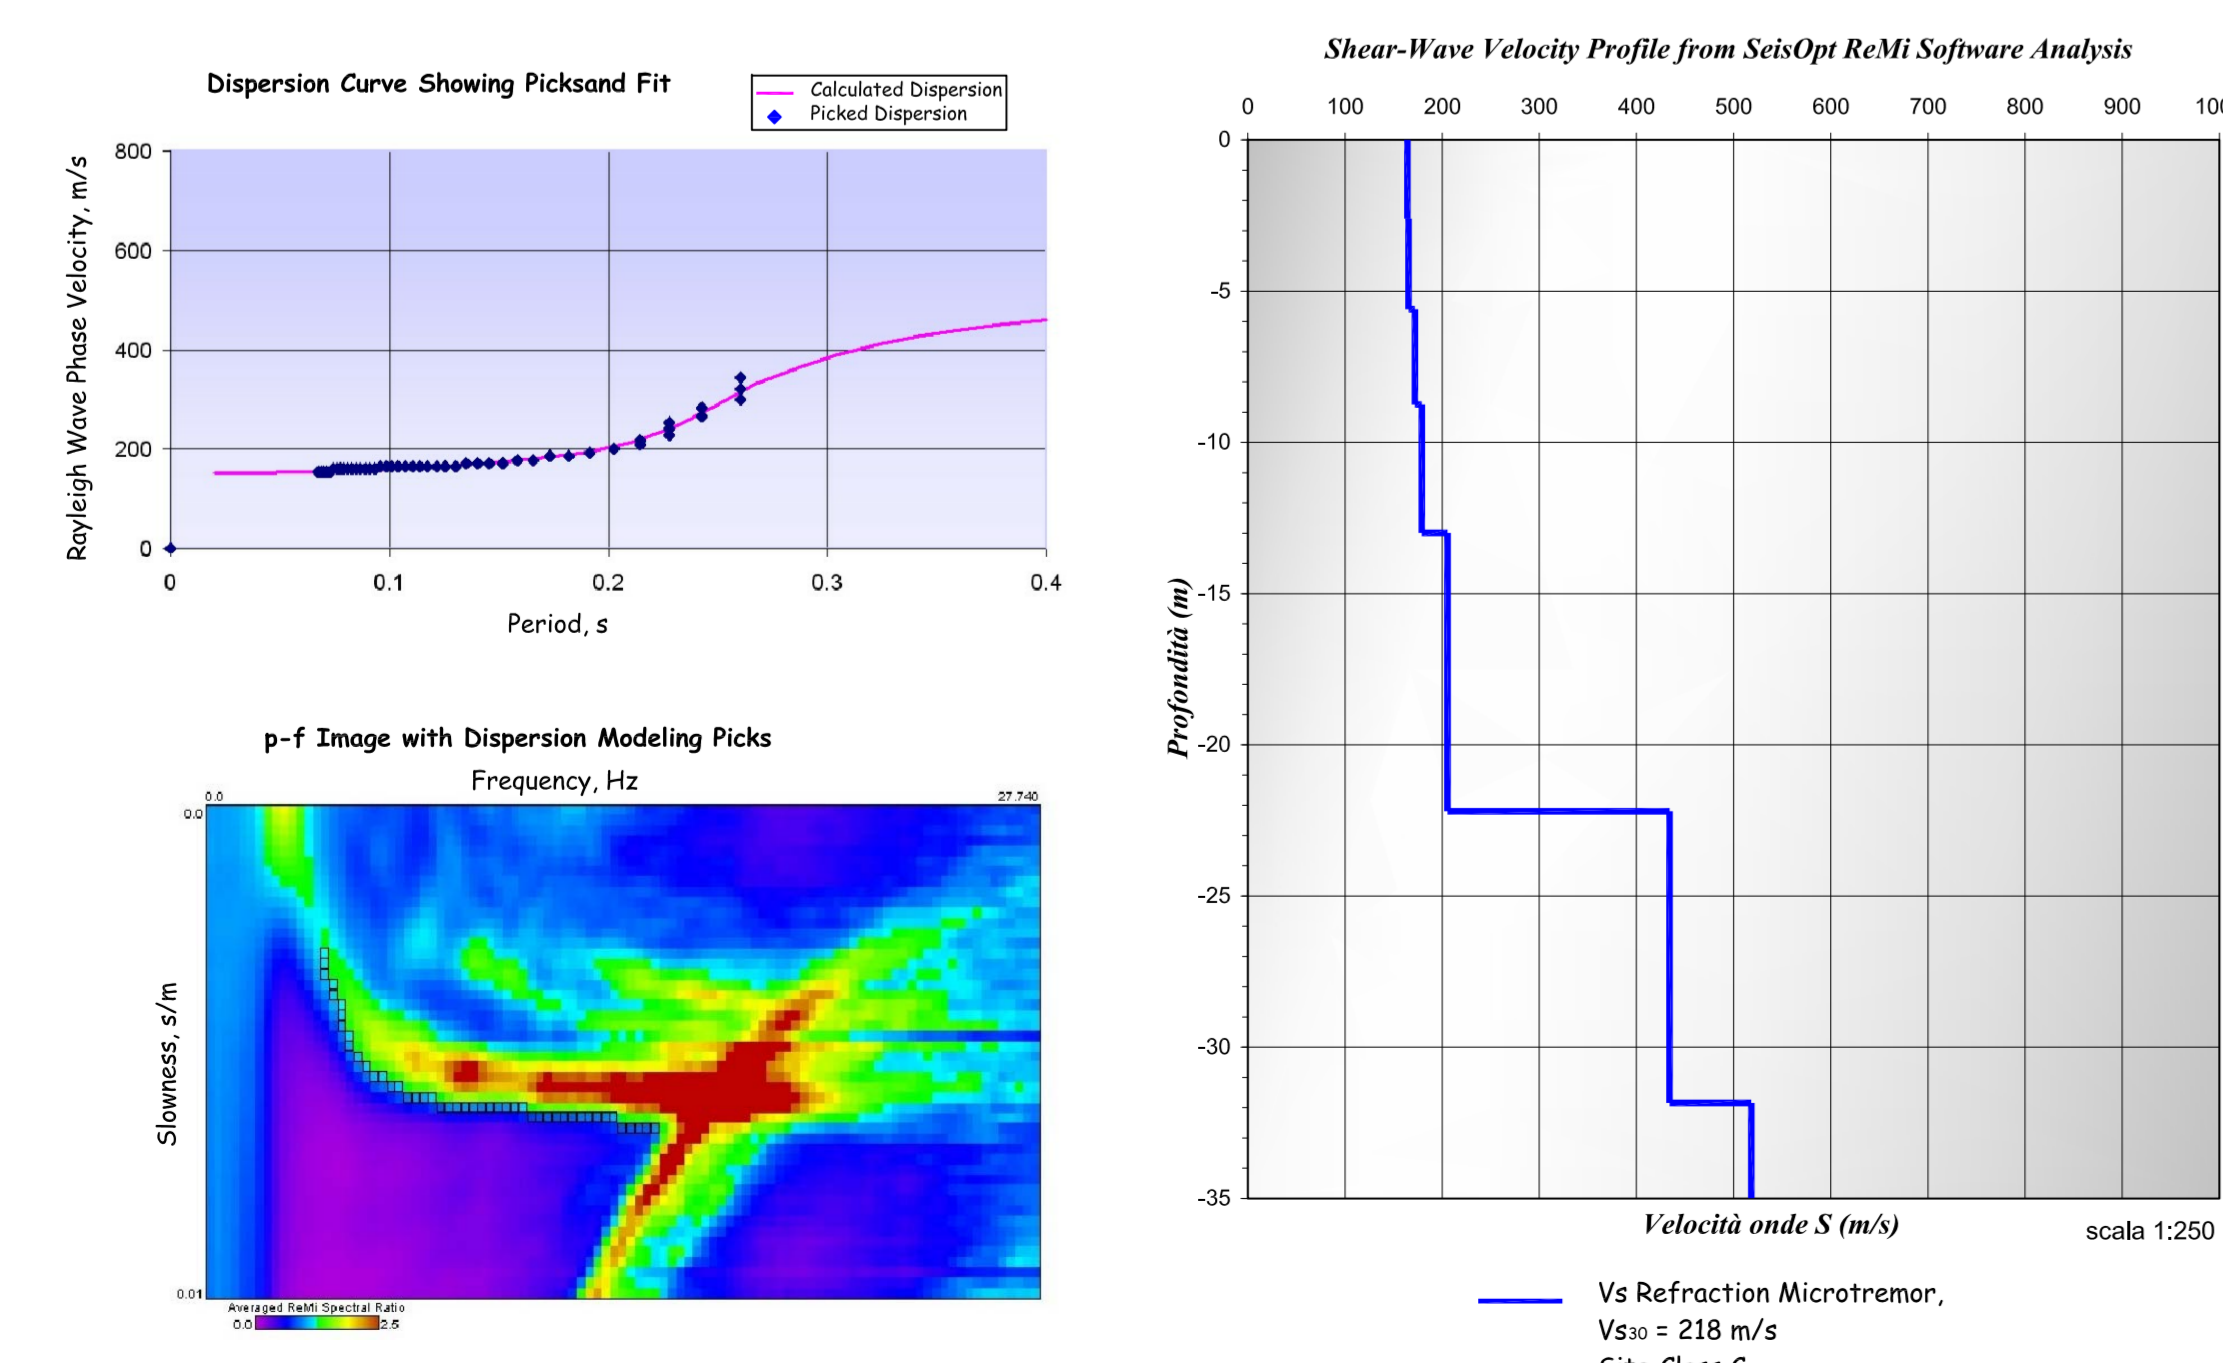 Dispersion Curve Showing Picksand Fit
Calculated Dispersion
Picked Dispersion
Rayleigh Wave Phase Velocity, m/s
800
600
400
200
0
0 0.1 0.2 0.3 0.4
Period, s
p-f Image with Dispersion Modeling Picks
Frequency, Hz
0.0 27.740
0.0
Slowness, s/m
0.01
Averaged ReMi Spectral Ratio
0.0 2.5
Shear-Wave Velocity Profile from SeisOpt ReMi Software Analysis
0 100 200 300 400 500 600 700 800 900 100
0
-5
-10
-15
-20
-25
-30
-35
Profondità (m)
Velocità onde S (m/s)
scala 1:250
Vs Refraction Microtremor,
Vs30 = 218 m/s